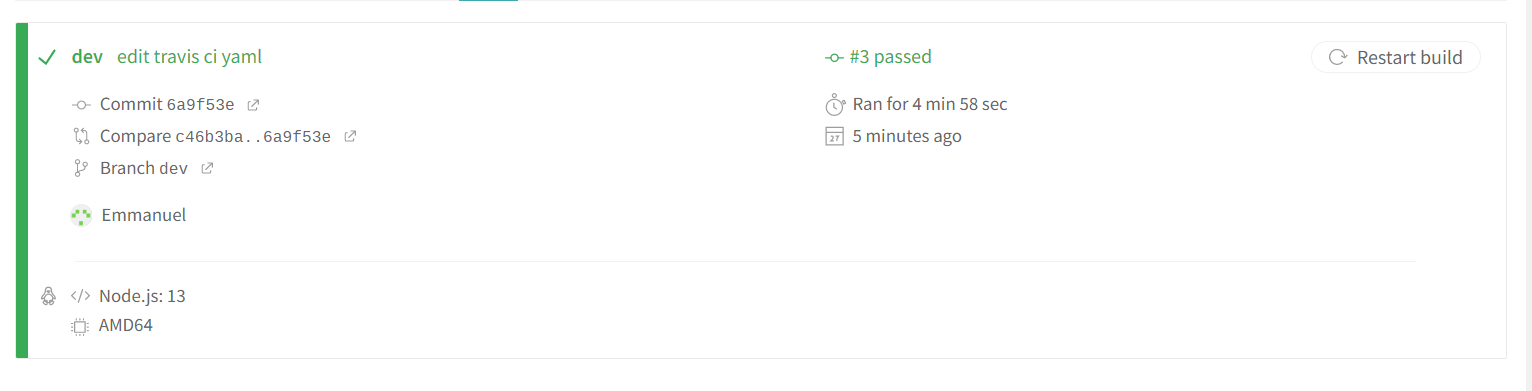 dev edit travis ci yaml
#3 passed
Restart build
Commit 6a9f53e
Compare c46b3ba..6a9f53e
Branch dev
Ran for 4 min 58 sec
27 5 minutes ago
Emmanuel
</> Node.js: 13
AMD64